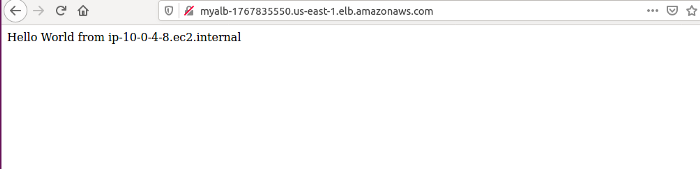 myalb-1767835550.us-east-1.elb.amazonaws.com
Hello World from ip-10-0-4-8.ec2.internal